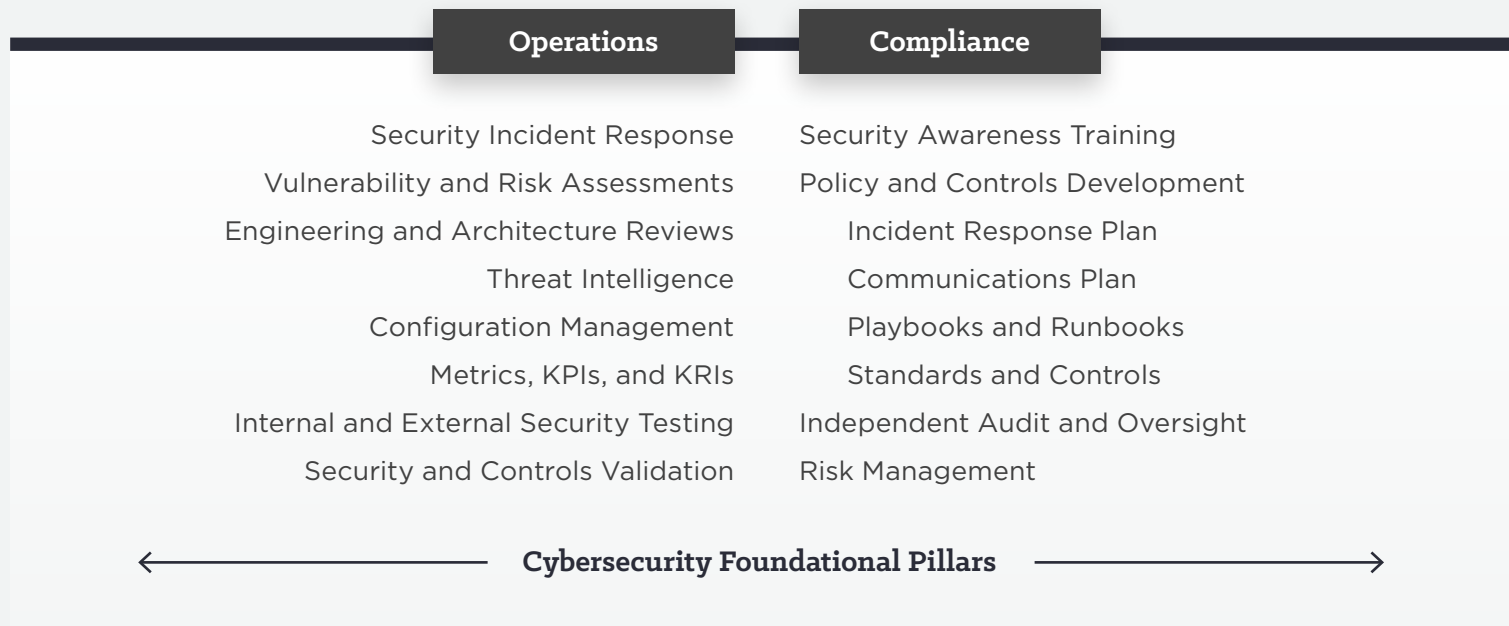 Operations
Security Incident Response
Vulnerability and Risk Assessments
Engineering and Architecture Reviews
Threat Intelligence
Configuration Management
Metrics, KPIs, and KRIs
Internal and External Security Testing
Security and Controls Validation
Compliance
Security Awareness Training
Policy and Controls Development
Incident Response Plan
Communications Plan
Playbooks and Runbooks
Standards and Controls
Independent Audit and Oversight
Risk Management
Cybersecurity Foundational Pillars